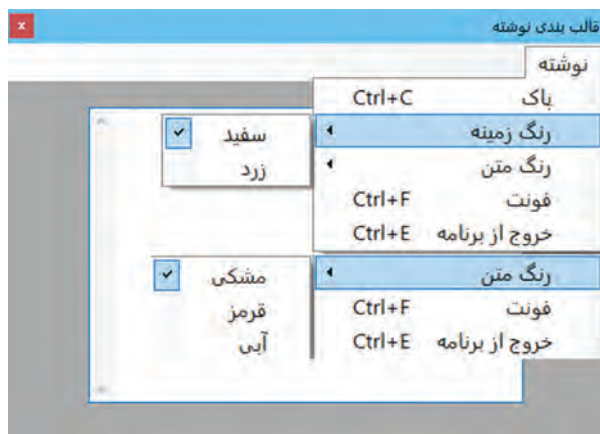 قالب بندی نوشته
نوشته
پاک Ctrl+C
رنگ زمینه
سفید
رنگ متن
زرد
فونت Ctrl+F
خروج از برنامه Ctrl+E
رنگ متن
مشکی
فونت Ctrl+F
قرمز
خروج از برنامه Ctrl+E
آبی